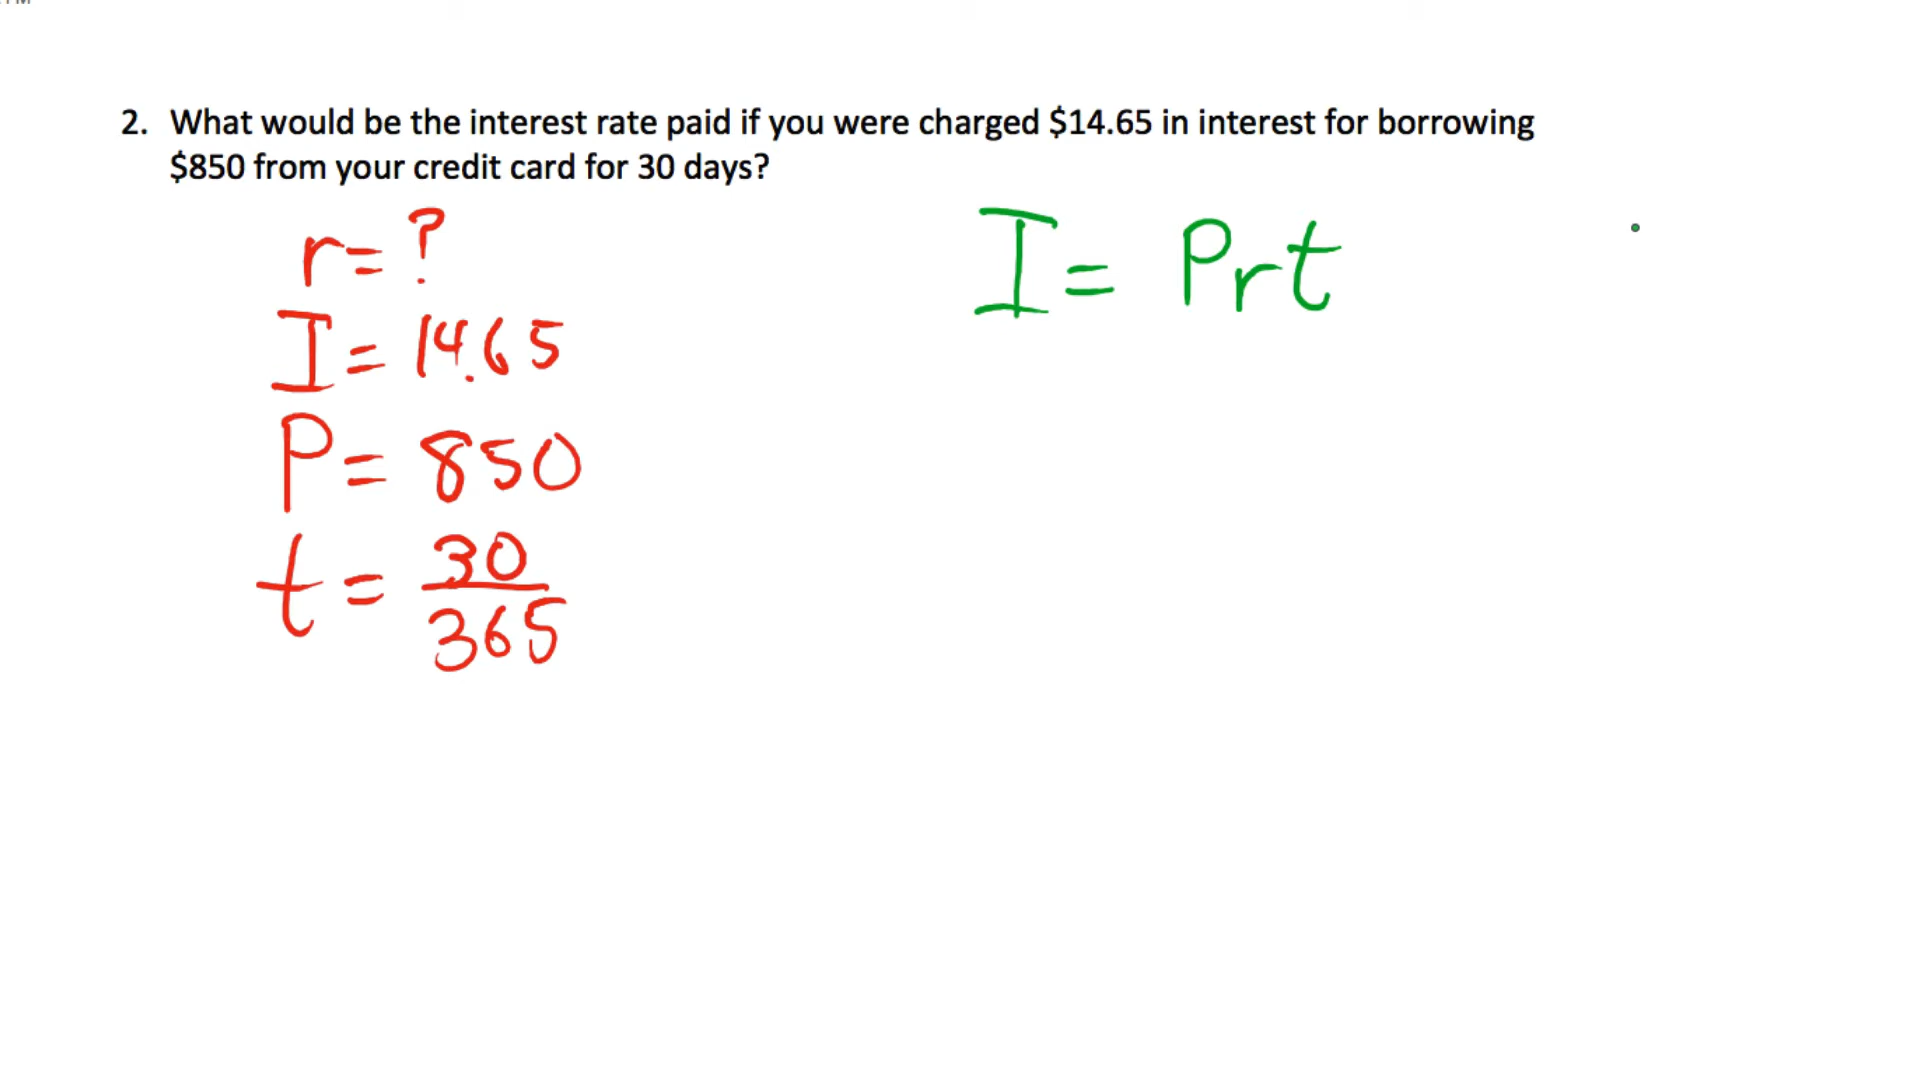 2. What would be the interest rate paid if you were charged $14.65 in interest for borrowing
$850 from your credit card for 30 days?
r = ?
I = 14.65
P = 850
t = 30
365
I = Prt